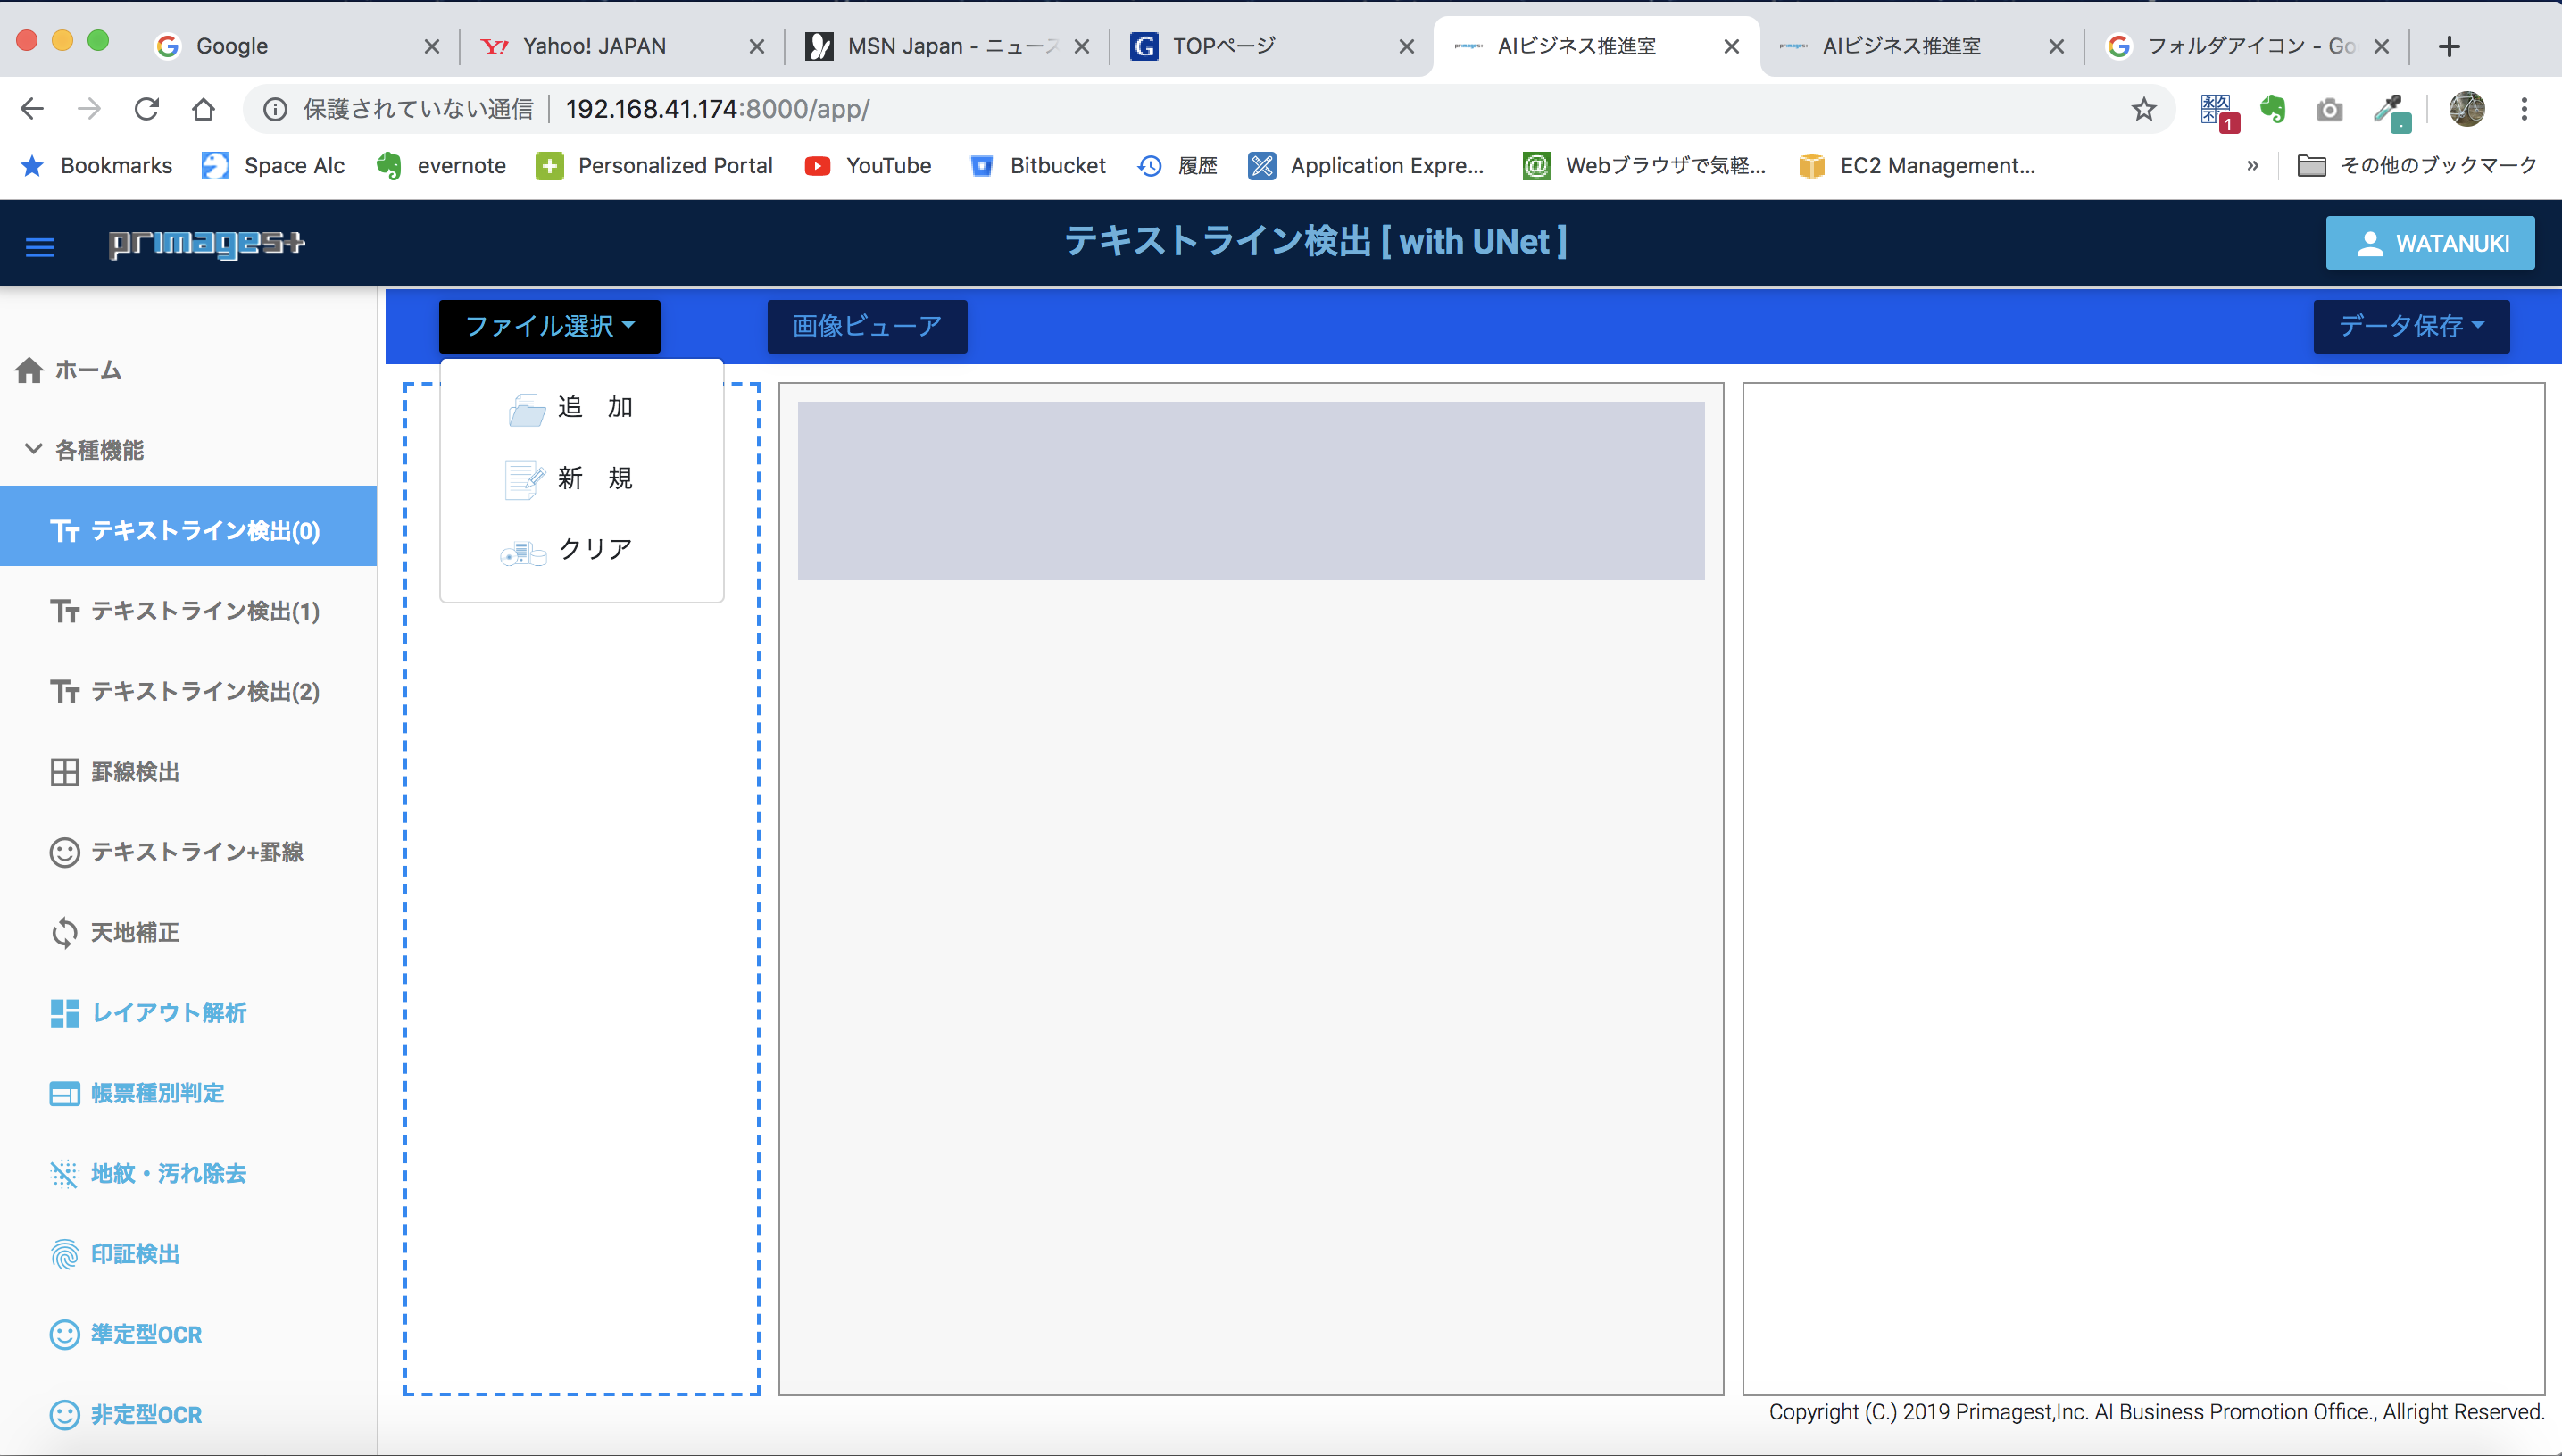 Google
Yahoo! JAPAN
MSN Japan - ニュース
TOPページ
AIビジネス推進室
AIビジネス推進室
フォルダアイコン - Go
保護されていない通信
192.168.41.174:8000/app/
1
Bookmarks
Space Alc
evernote
Personalized Portal
YouTube
Bitbucket
履歴
Application Expre...
Webブラウザで気軽...
EC2 Management...
»
その他のブックマーク
primages+
テキストライン検出 [ with UNet ]
WATANUKI
ファイル選択
画像ビューア
データ保存
追 加
新 規
クリア
ホーム
各種機能
テキストライン検出(0)
テキストライン検出(1)
テキストライン検出(2)
罫線検出
テキストライン+罫線
天地補正
レイアウト解析
帳票種別判定
地紋・汚れ除去
印証検出
準定型OCR
非定型OCR
Copyright (C.) 2019 Primagest,Inc. AI Business Promotion Office., Allright Reserved.